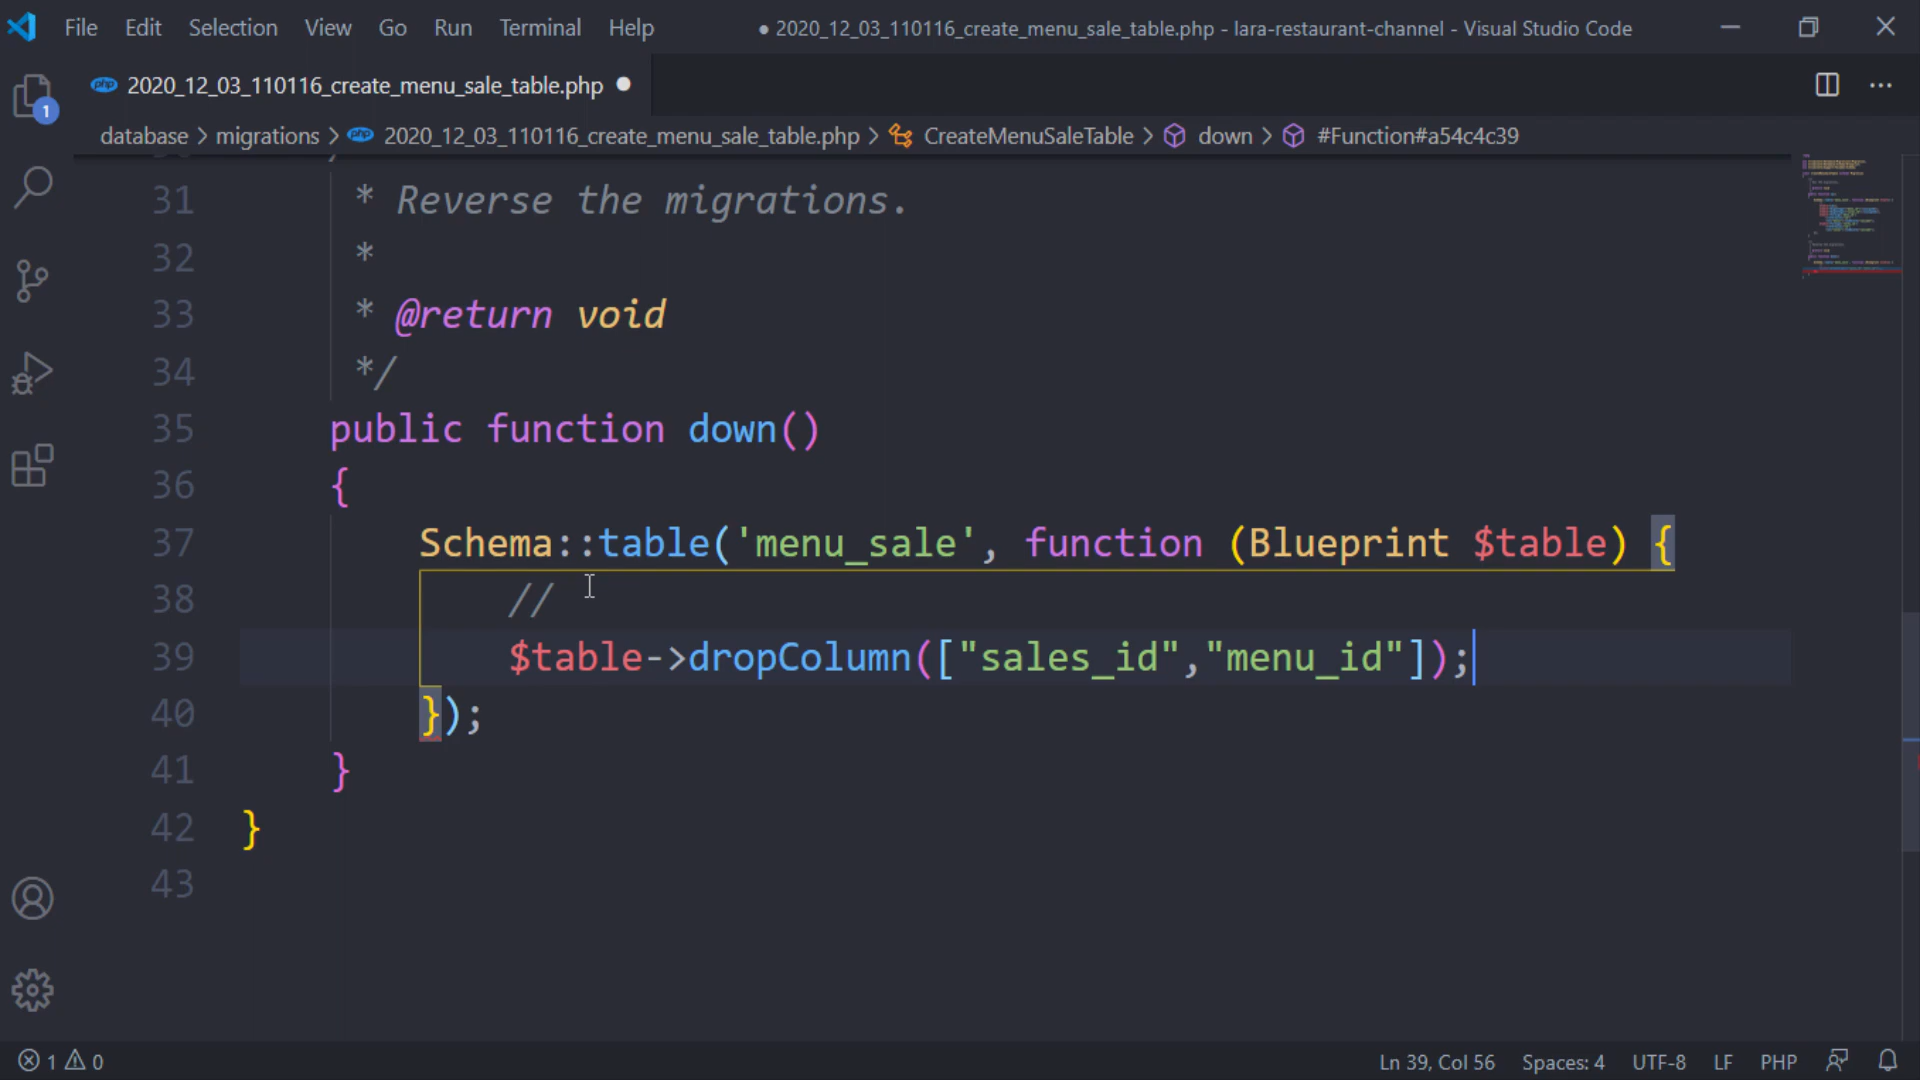 File Edit Selection View Go Run Terminal Help ● 2020_12_03_110116_create_menu_sale_table.php - lara-restaurant-channel - Visual Studio Code
php 2020_12_03_110116_create_menu_sale_table.php ●
database > migrations > php 2020_12_03_110116_create_menu_sale_table.php > CreateMenuSaleTable > down > #Function#a54c4c39
1
31 * Reverse the migrations.
32 *
33 * @return void
34 */
35 public function down()
36 {
37 Schema::table('menu_sale', function (Blueprint $table) {
38 //
39 $table->dropColumn(["sales_id","menu_id"]);
40 });
41 }
42 }
43
1 0 Ln 39, Col 56 Spaces: 4 UTF-8 LF PHP